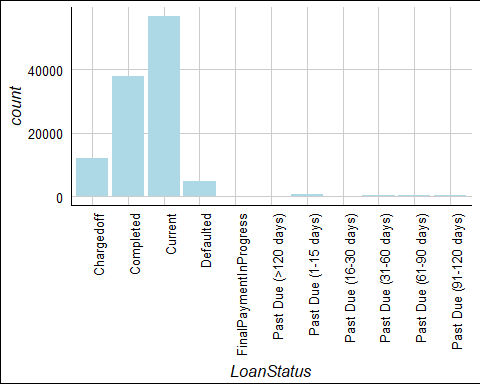 count
40000
20000
0
Chargedoff
Completed
Current
Defaulted
FinalPaymentInProgress
Past Due (>120 days)
Past Due (1-15 days)
Past Due (16-30 days)
Past Due (31-60 days)
Past Due (61-90 days)
Past Due (91-120 days)
LoanStatus